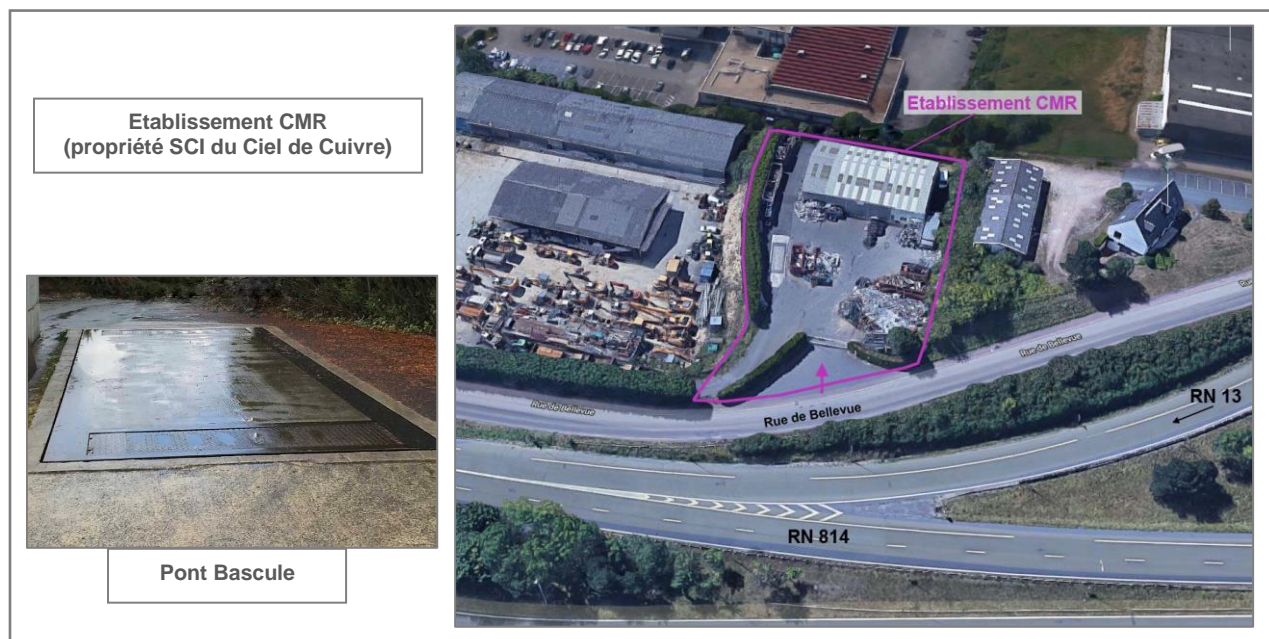 Etablissement CMR
(propriété SCI du Ciel de Cuivre)
Pont Bascule
Etablissement CMR
Rue de Bellevue
Rue de Bellevue
Rue de Bellevue
RN 13
RN 814